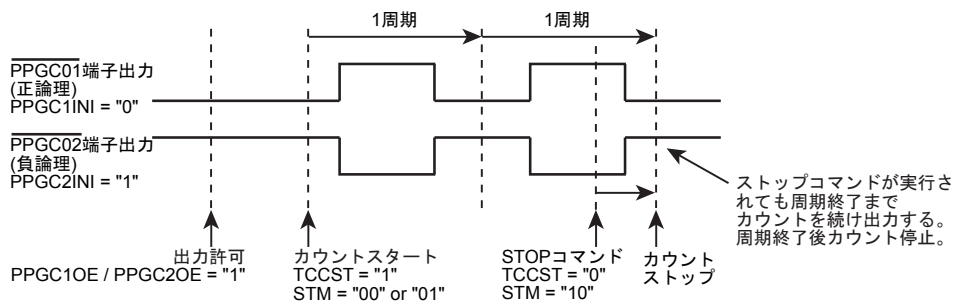 1周期
1周期
PPGC01端子出力
(正論理)
PPGC1INI = "0"
PPGC02端子出力
(負論理)
PPGC2INI = "1"
ストップコマンドが実行さ
れても周期終了まで
カウントを続け出力する。
周期終了後カウント停止。
出力許可
PPGC1OE / PPGC2OE = "1"
カウントスタート
TCCST = "1"
STM = "00" or "01"
STOPコマンド
TCCST = "0"
STM = "10"
カウント
ストップ